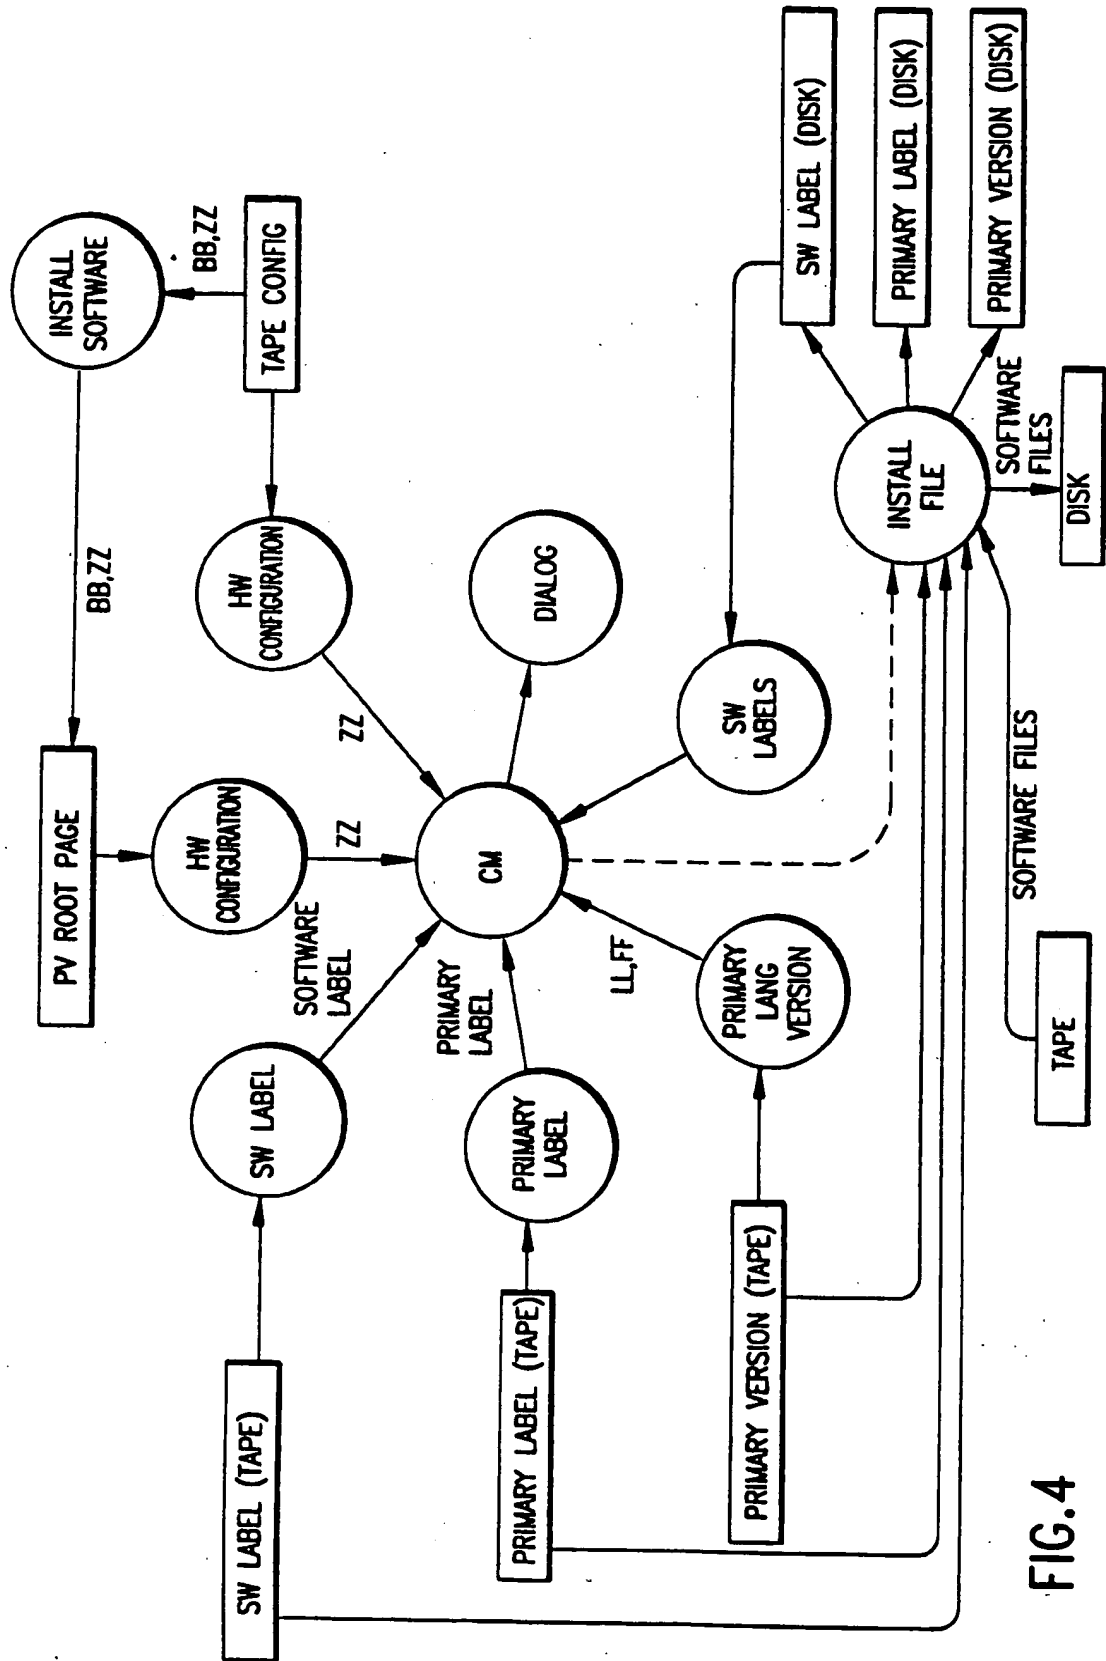 INSTALL
SOFTWARE
BB,ZZ
BB,ZZ
TAPE CONFIG
PV ROOT PAGE
HW
CONFIGURATION
HW
CONFIGURATION
ZZ
ZZ
SW LABEL (TAPE)
SW LABEL
SOFTWARE
LABEL
CM
DIALOG
PRIMARY LABEL (TAPE)
PRIMARY
LABEL
PRIMARY
LABEL
PRIMARY VERSION (TAPE)
PRIMARY
LANG
VERSION
LL,FF
SW
LABELS
SW LABEL (DISK)
PRIMARY LABEL (DISK)
PRIMARY VERSION (DISK)
INSTALL
FILE
SOFTWARE
FILES
DISK
TAPE
SOFTWARE FILES
FIG.4